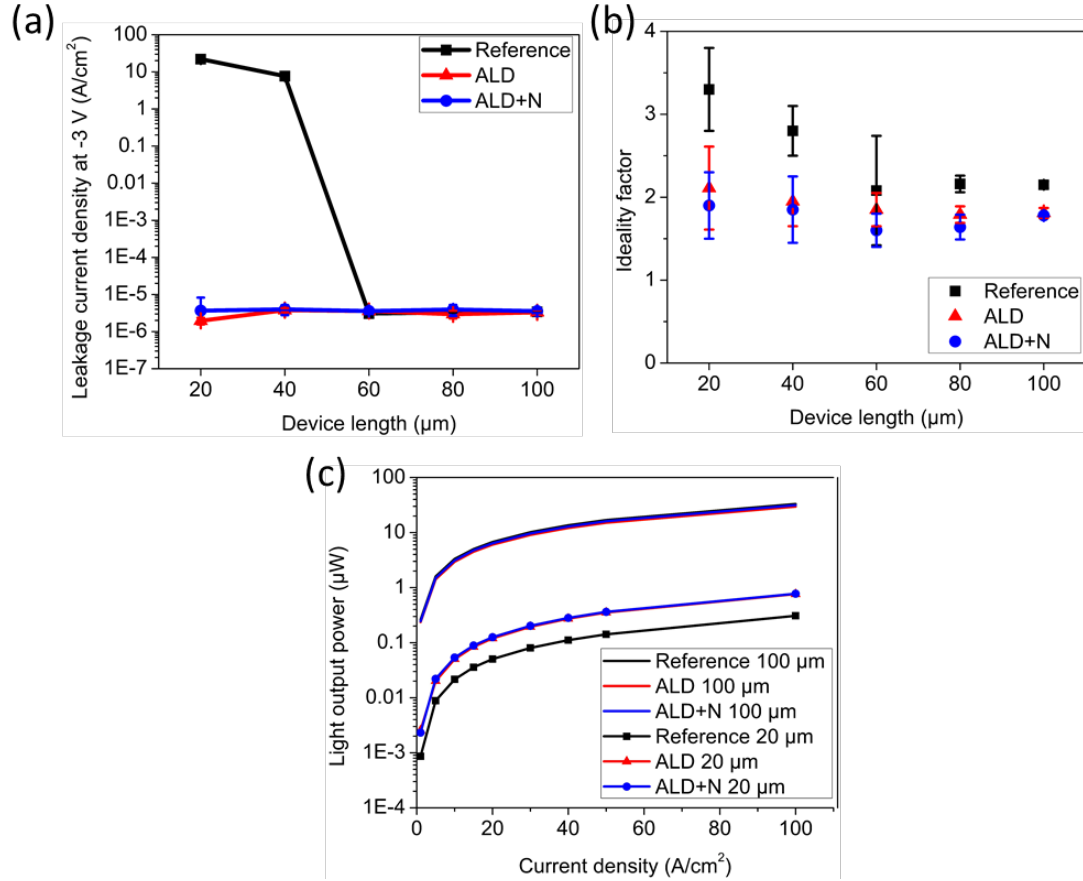 (a)
Leakage current density at -3 V (A/cm²)
100
10
1
0.1
0.01
1E-3
1E-4
1E-5
1E-6
1E-7
20 40 60 80 100
Device length (µm)
Reference
ALD
ALD+N
(b)
Ideality factor
4
3
2
1
0
20 40 60 80 100
Device length (µm)
Reference
ALD
ALD+N
(c)
Light output power (µW)
100
10
1
0.1
0.01
1E-3
1E-4
0 20 40 60 80 100
Current density (A/cm²)
Reference 100 µm
ALD 100 µm
ALD+N 100 µm
Reference 20 µm
ALD 20 µm
ALD+N 20 µm